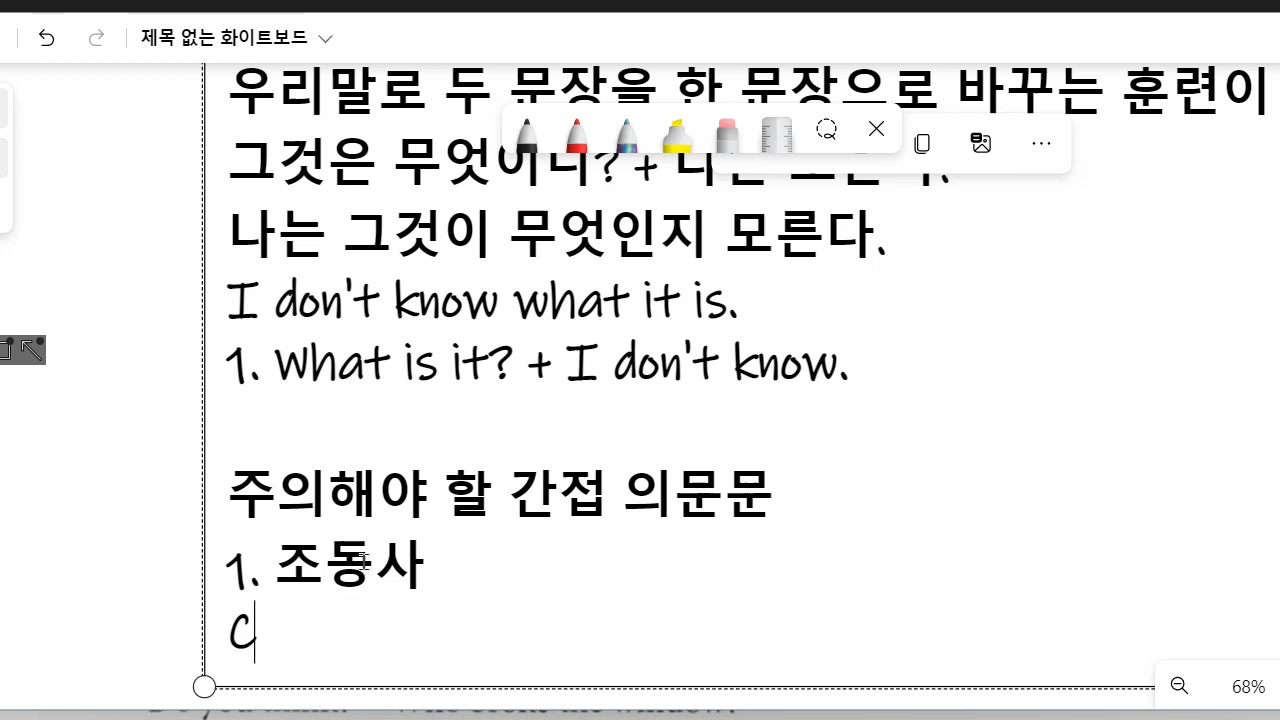 제목 없는 화이트보드
우리말로 두 문장을 한 문장으로 바꾸는 훈련이
그것은 무엇이니? +
나는 그것이 무엇인지 모른다.
I don't know what it is.
1. What is it? + I don't know.
주의해야 할 간접 의문문
1. 조동사
C
68%